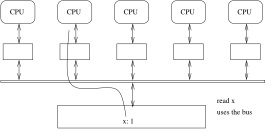 CPU CPU CPU CPU CPU
read x
uses the bus
x: 1